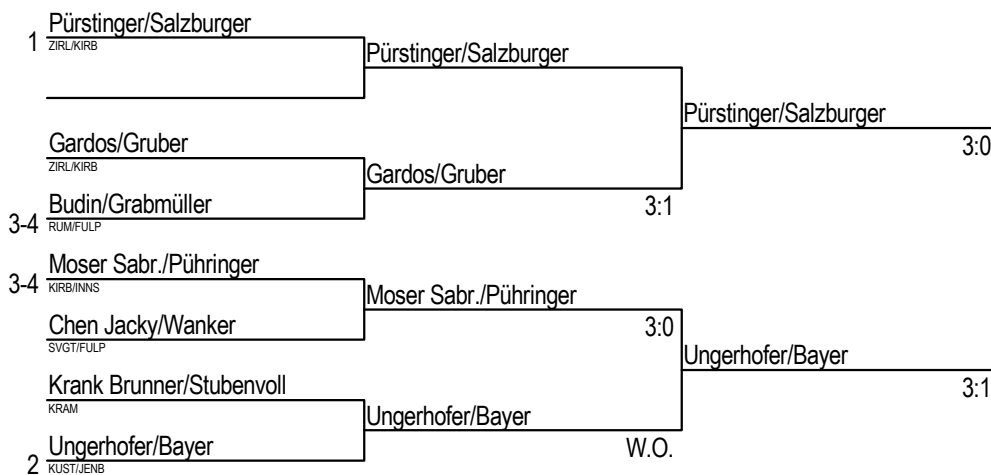 Pürstinger/Salzburger
1
ZIRL/KIRB
Pürstinger/Salzburger
Pürstinger/Salzburger
3:0
Gardos/Gruber
ZIRL/KIRB
Gardos/Gruber
3:1
Budin/Grabmüller
3-4
RUM/FULP
Moser Sabr./Pühringer
3-4
KIRB/INNS
Moser Sabr./Pühringer
3:0
Chen Jacky/Wanker
SVGT/FULP
Ungerhofer/Bayer
3:1
Krank Brunner/Stubenvoll
KRAM
Ungerhofer/Bayer
W.O.
Ungerhofer/Bayer
2
KUST/JENB